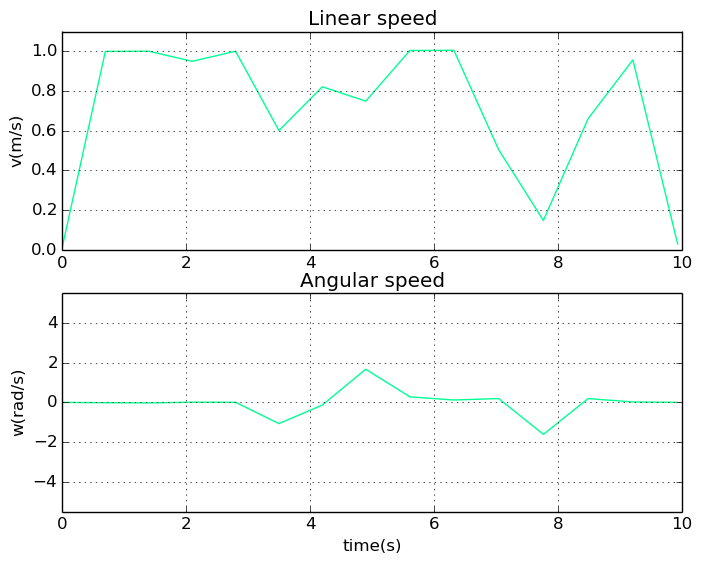 Linear speed
1.0
0.8
0.6
0.4
0.2
0.0
v(m/s)
0 2 4 6 8 10
Angular speed
4
2
0
−2
−4
w(rad/s)
0 2 4 6 8 10
time(s)